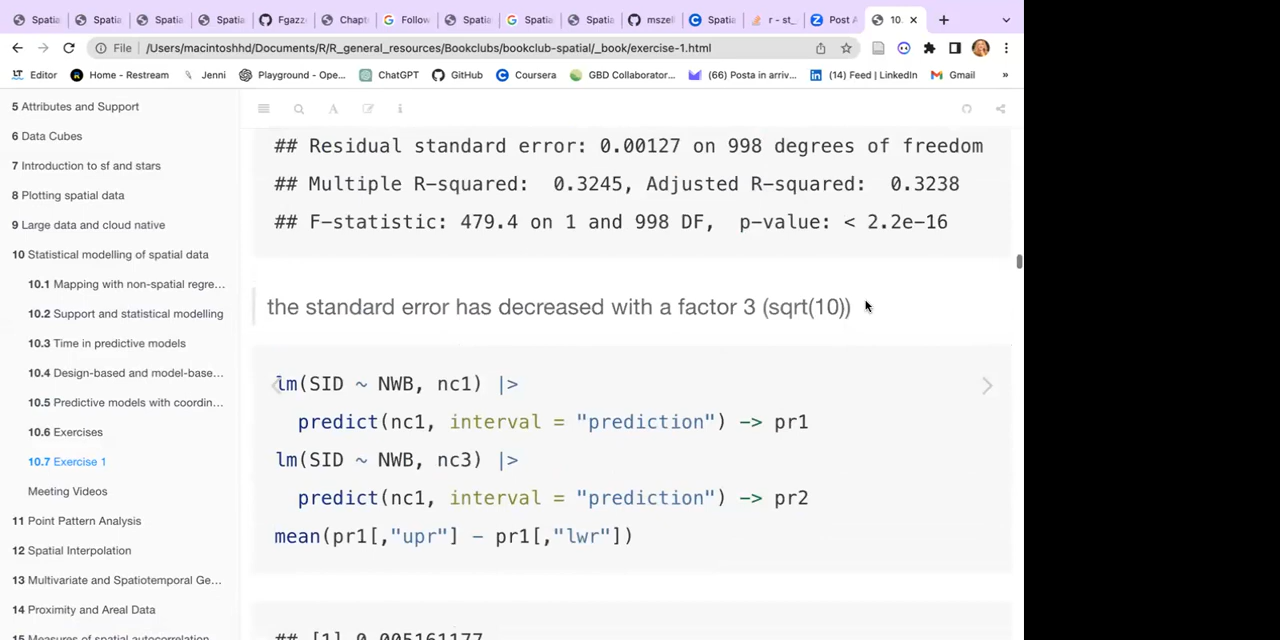 Spatia
Spatia
Spatia
Spatia
Fgazz
Chapt
Follow
Spatia
Spatia
Spatia
mszell
Spatia
r - st_
Post A
10.
File
/Users/macintoshhd/Documents/R/R_general_resources/Bookclubs/bookclub-spatial/_book/exercise-1.html
Editor
Home - Restream
Jenni
Playground - Ope...
ChatGPT
GitHub
Coursera
GBD Collaborator...
(66) Posta in arriv...
(14) Feed | LinkedIn
Gmail
»
5 Attributes and Support
6 Data Cubes
7 Introduction to sf and stars
8 Plotting spatial data
9 Large data and cloud native
10 Statistical modelling of spatial data
10.1 Mapping with non-spatial regre...
10.2 Support and statistical modelling
10.3 Time in predictive models
10.4 Design-based and model-base...
10.5 Predictive models with coordin...
10.6 Exercises
10.7 Exercise 1
Meeting Videos
11 Point Pattern Analysis
12 Spatial Interpolation
13 Multivariate and Spatiotemporal Ge...
14 Proximity and Areal Data
15 Measures of spatial autocorrelation
## Residual standard error: 0.00127 on 998 degrees of freedom
## Multiple R-squared:  0.3245, Adjusted R-squared:  0.3238
## F-statistic: 479.4 on 1 and 998 DF,  p-value: < 2.2e-16
the standard error has decreased with a factor 3 (sqrt(10))
lm(SID ~ NWB, nc1) |>
predict(nc1, interval = "prediction") -> pr1
lm(SID ~ NWB, nc3) |>
predict(nc1, interval = "prediction") -> pr2
mean(pr1[,"upr"] - pr1[,"lwr"])
## [1] 0.005161177